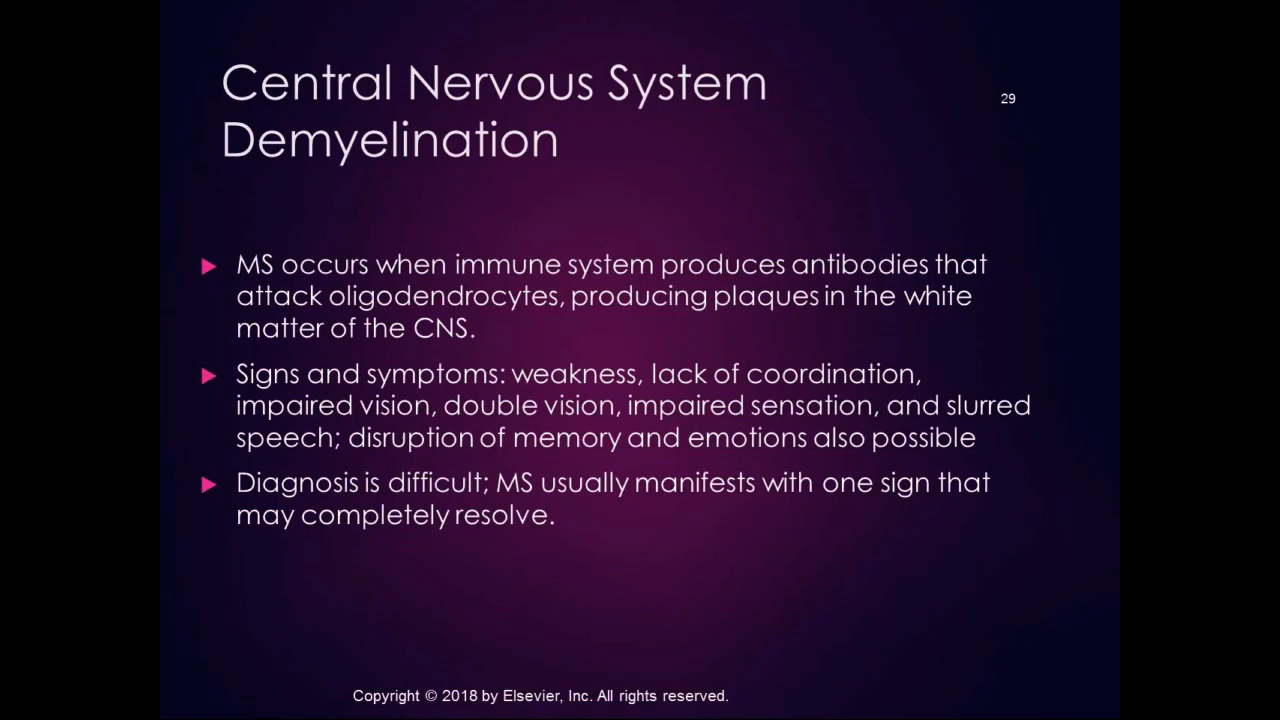 Central Nervous System
Demyelination
29
MS occurs when immune system produces antibodies that
attack oligodendrocytes, producing plaques in the white
matter of the CNS.
Signs and symptoms: weakness, lack of coordination,
impaired vision, double vision, impaired sensation, and slurred
speech; disruption of memory and emotions also possible
Diagnosis is difficult; MS usually manifests with one sign that
may completely resolve.
Copyright © 2018 by Elsevier, Inc. All rights reserved.